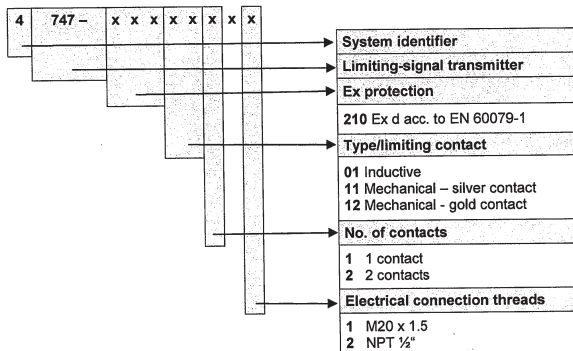 4 747 – x x x x x x x x
System identifier
Limiting-signal transmitter
Ex protection
210 Ex d acc. to EN 60079-1
Type/limiting contact
01 Inductive
11 Mechanical – silver contact
12 Mechanical - gold contact
No. of contacts
1 1 contact
2 2 contacts
Electrical connection threads
1 M20 x 1.5
2 NPT ½“